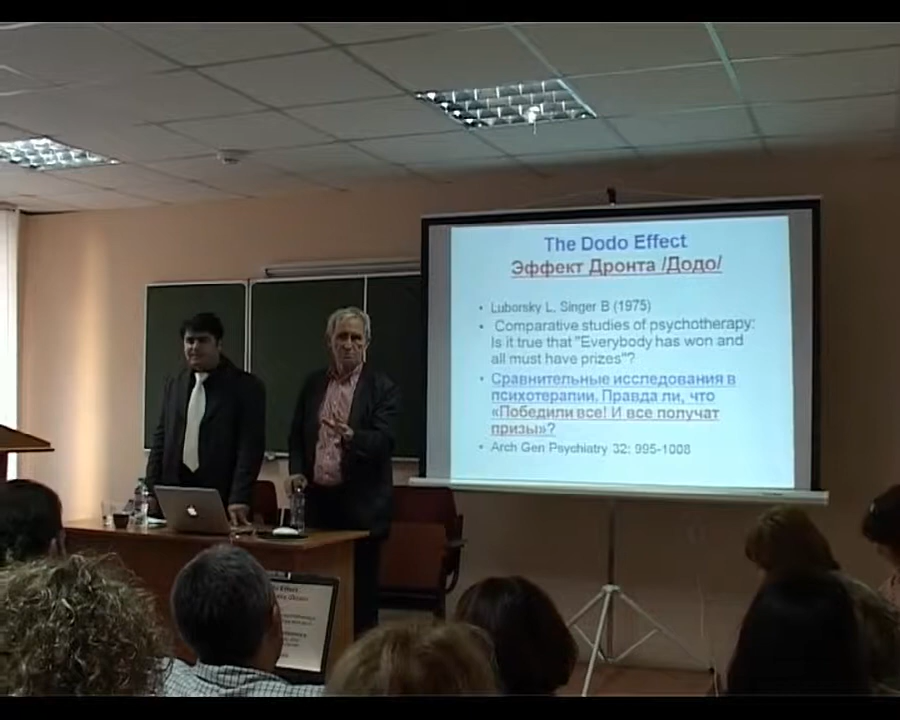 The Dodo Effect
Эффект Дронта /Додо/
• Luborsky L, Singer B (1975)
• Comparative studies of psychotherapy:
Is it true that "Everybody has won and
all must have prizes"?
• Сравнительные исследования в
психотерапии. Правда ли, что
«Победили все! И все получат
призы»?
• Arch Gen Psychiatry 32: 995-1008